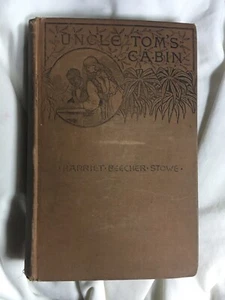 UNCLE TOM'S
CABIN
HARRIET·BEECHER·STOWE·